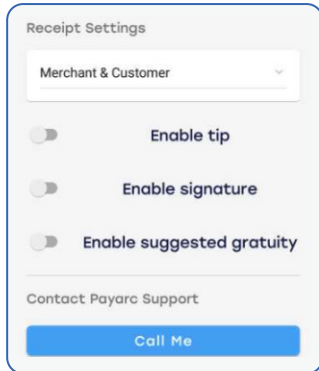 Receipt Settings
Merchant & Customer
Enable tip
Enable signature
Enable suggested gratuity
Contact Payarc Support
Call Me